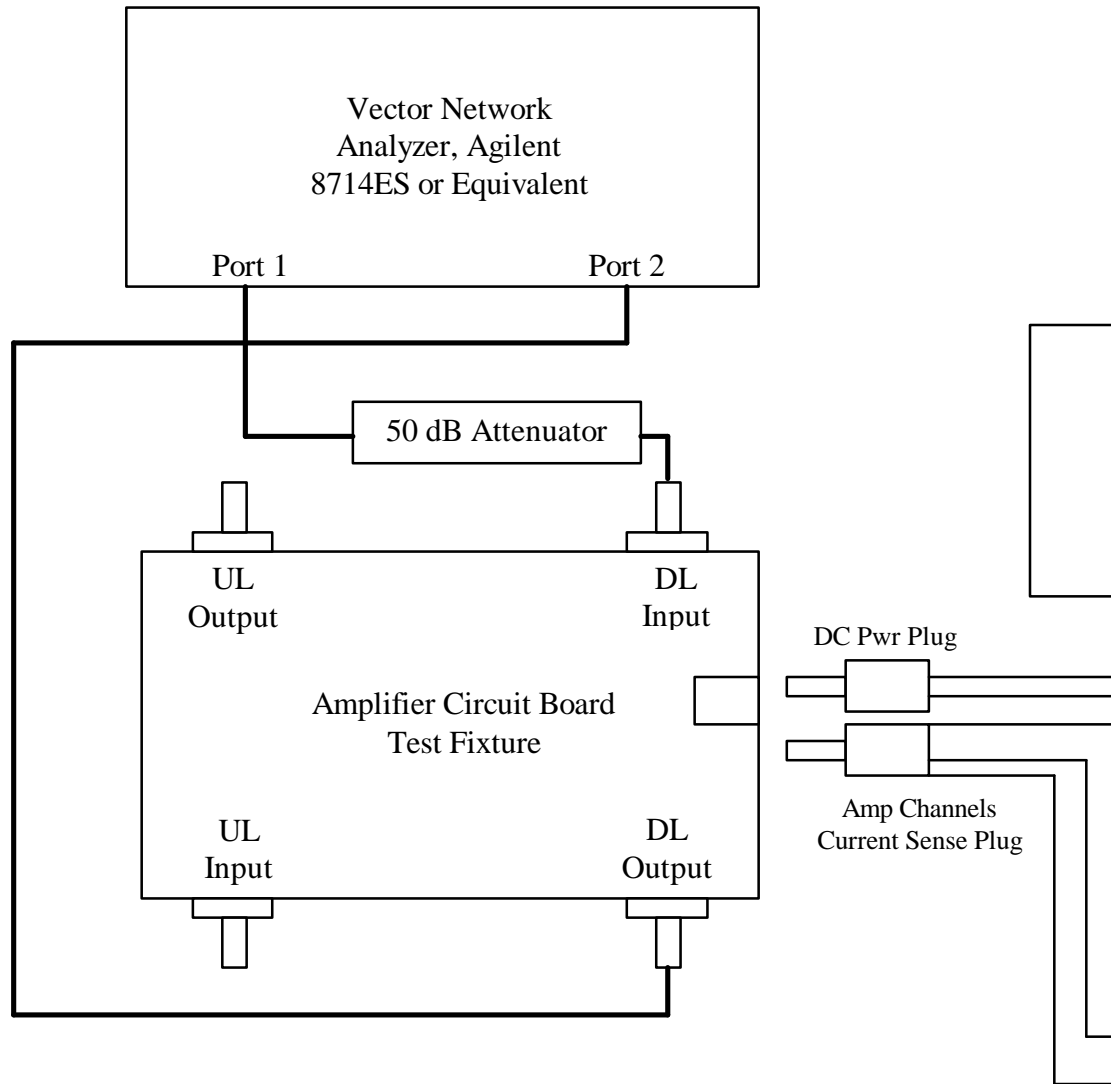 Vector Network
Analyzer, Agilent
8714ES or Equivalent
Port 1
Port 2
50 dB Attenuator
UL
Output
DL
Input
DC Pwr Plug
Amplifier Circuit Board
Test Fixture
Amp Channels
Current Sense Plug
UL
Input
DL
Output